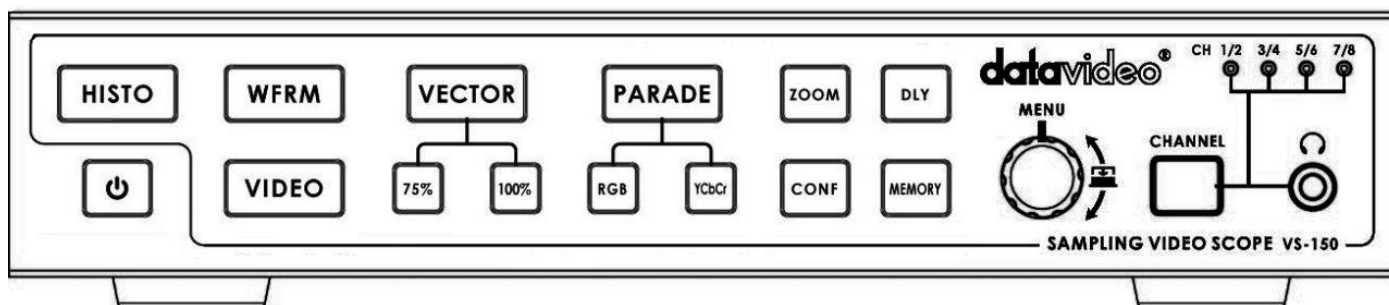 datavideo®
CH 1/2 3/4 5/6 7/8
HISTO WFRM VECTOR PARADE ZOOM DLY
MENU
CHANNEL
VIDEO 75% 100% RGB YCbCr CONF MEMORY
SAMPLING VIDEO SCOPE VS-150